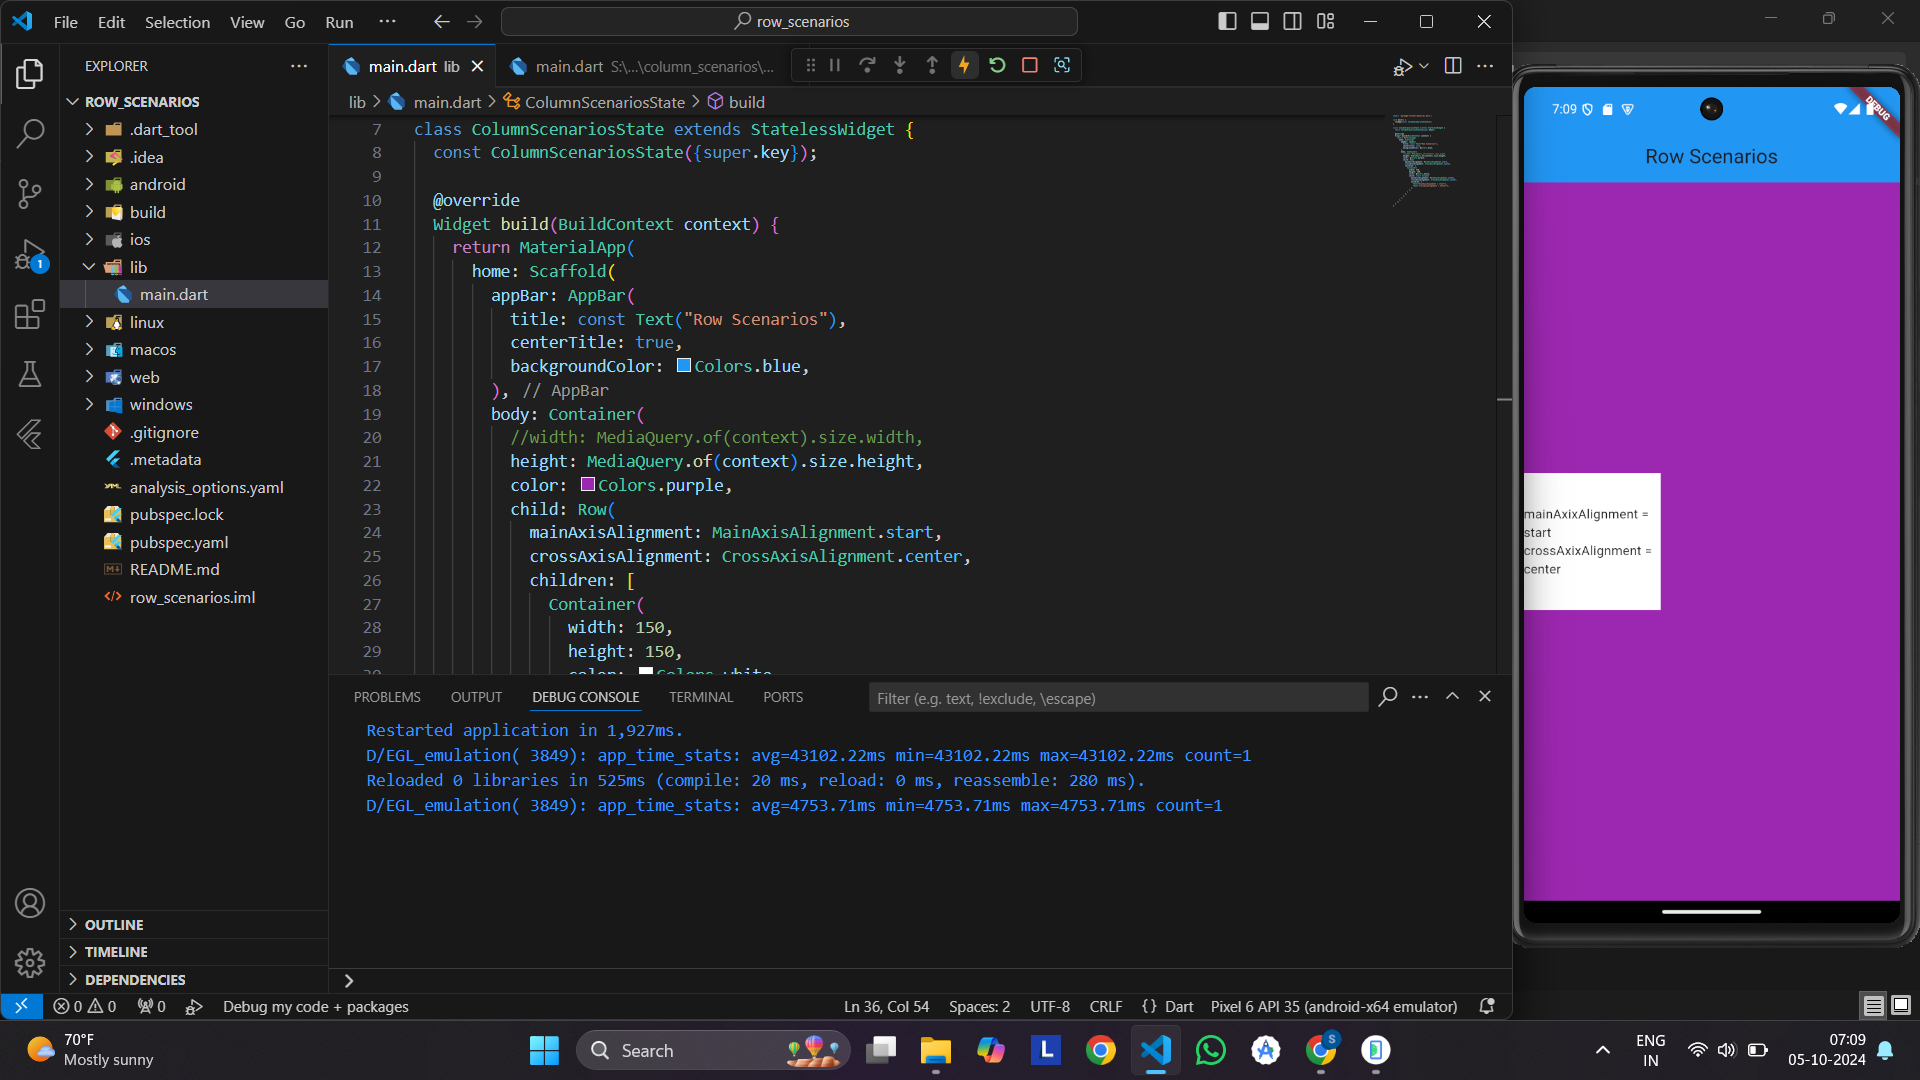 File Edit Selection View Go Run ··· row_scenarios
EXPLORER
ROW_SCENARIOS
.dart_tool
.idea
android
build
ios
lib
main.dart
linux
macos
web
windows
.gitignore
.metadata
analysis_options.yaml
pubspec.lock
pubspec.yaml
README.md
row_scenarios.iml
OUTLINE
TIMELINE
DEPENDENCIES
main.dart lib
main.dart S:\...\column_scenarios\...
lib > main.dart > ColumnScenariosState > build
7 class ColumnScenariosState extends StatelessWidget {
8 const ColumnScenariosState({super.key});
9
10 @override
11 Widget build(BuildContext context) {
12 return MaterialApp(
13 home: Scaffold(
14 appBar: AppBar(
15 title: const Text("Row Scenarios"),
16 centerTitle: true,
17 backgroundColor: Colors.blue,
18 ), // AppBar
19 body: Container(
20 //width: MediaQuery.of(context).size.width,
21 height: MediaQuery.of(context).size.height,
22 color: Colors.purple,
23 child: Row(
24 mainAxisAlignment: MainAxisAlignment.start,
25 crossAxisAlignment: CrossAxisAlignment.center,
26 children: [
27 Container(
28 width: 150,
29 height: 150,
PROBLEMS OUTPUT DEBUG CONSOLE TERMINAL PORTS Filter (e.g. text, !exclude, \escape)
Restarted application in 1,927ms.
D/EGL_emulation( 3849): app_time_stats: avg=43102.22ms min=43102.22ms max=43102.22ms count=1
Reloaded 0 libraries in 525ms (compile: 20 ms, reload: 0 ms, reassemble: 280 ms).
D/EGL_emulation( 3849): app_time_stats: avg=4753.71ms min=4753.71ms max=4753.71ms count=1
7:09
DEBUG
Row Scenarios
mainAxixAlignment =
start
crossAxixAlignment =
center
1
0 0 0 Debug my code + packages Ln 36, Col 54 Spaces: 2 UTF-8 CRLF {} Dart Pixel 6 API 35 (android-x64 emulator)
70°F
Mostly sunny
Search
L
S
ENG
IN
07:09
05-10-2024